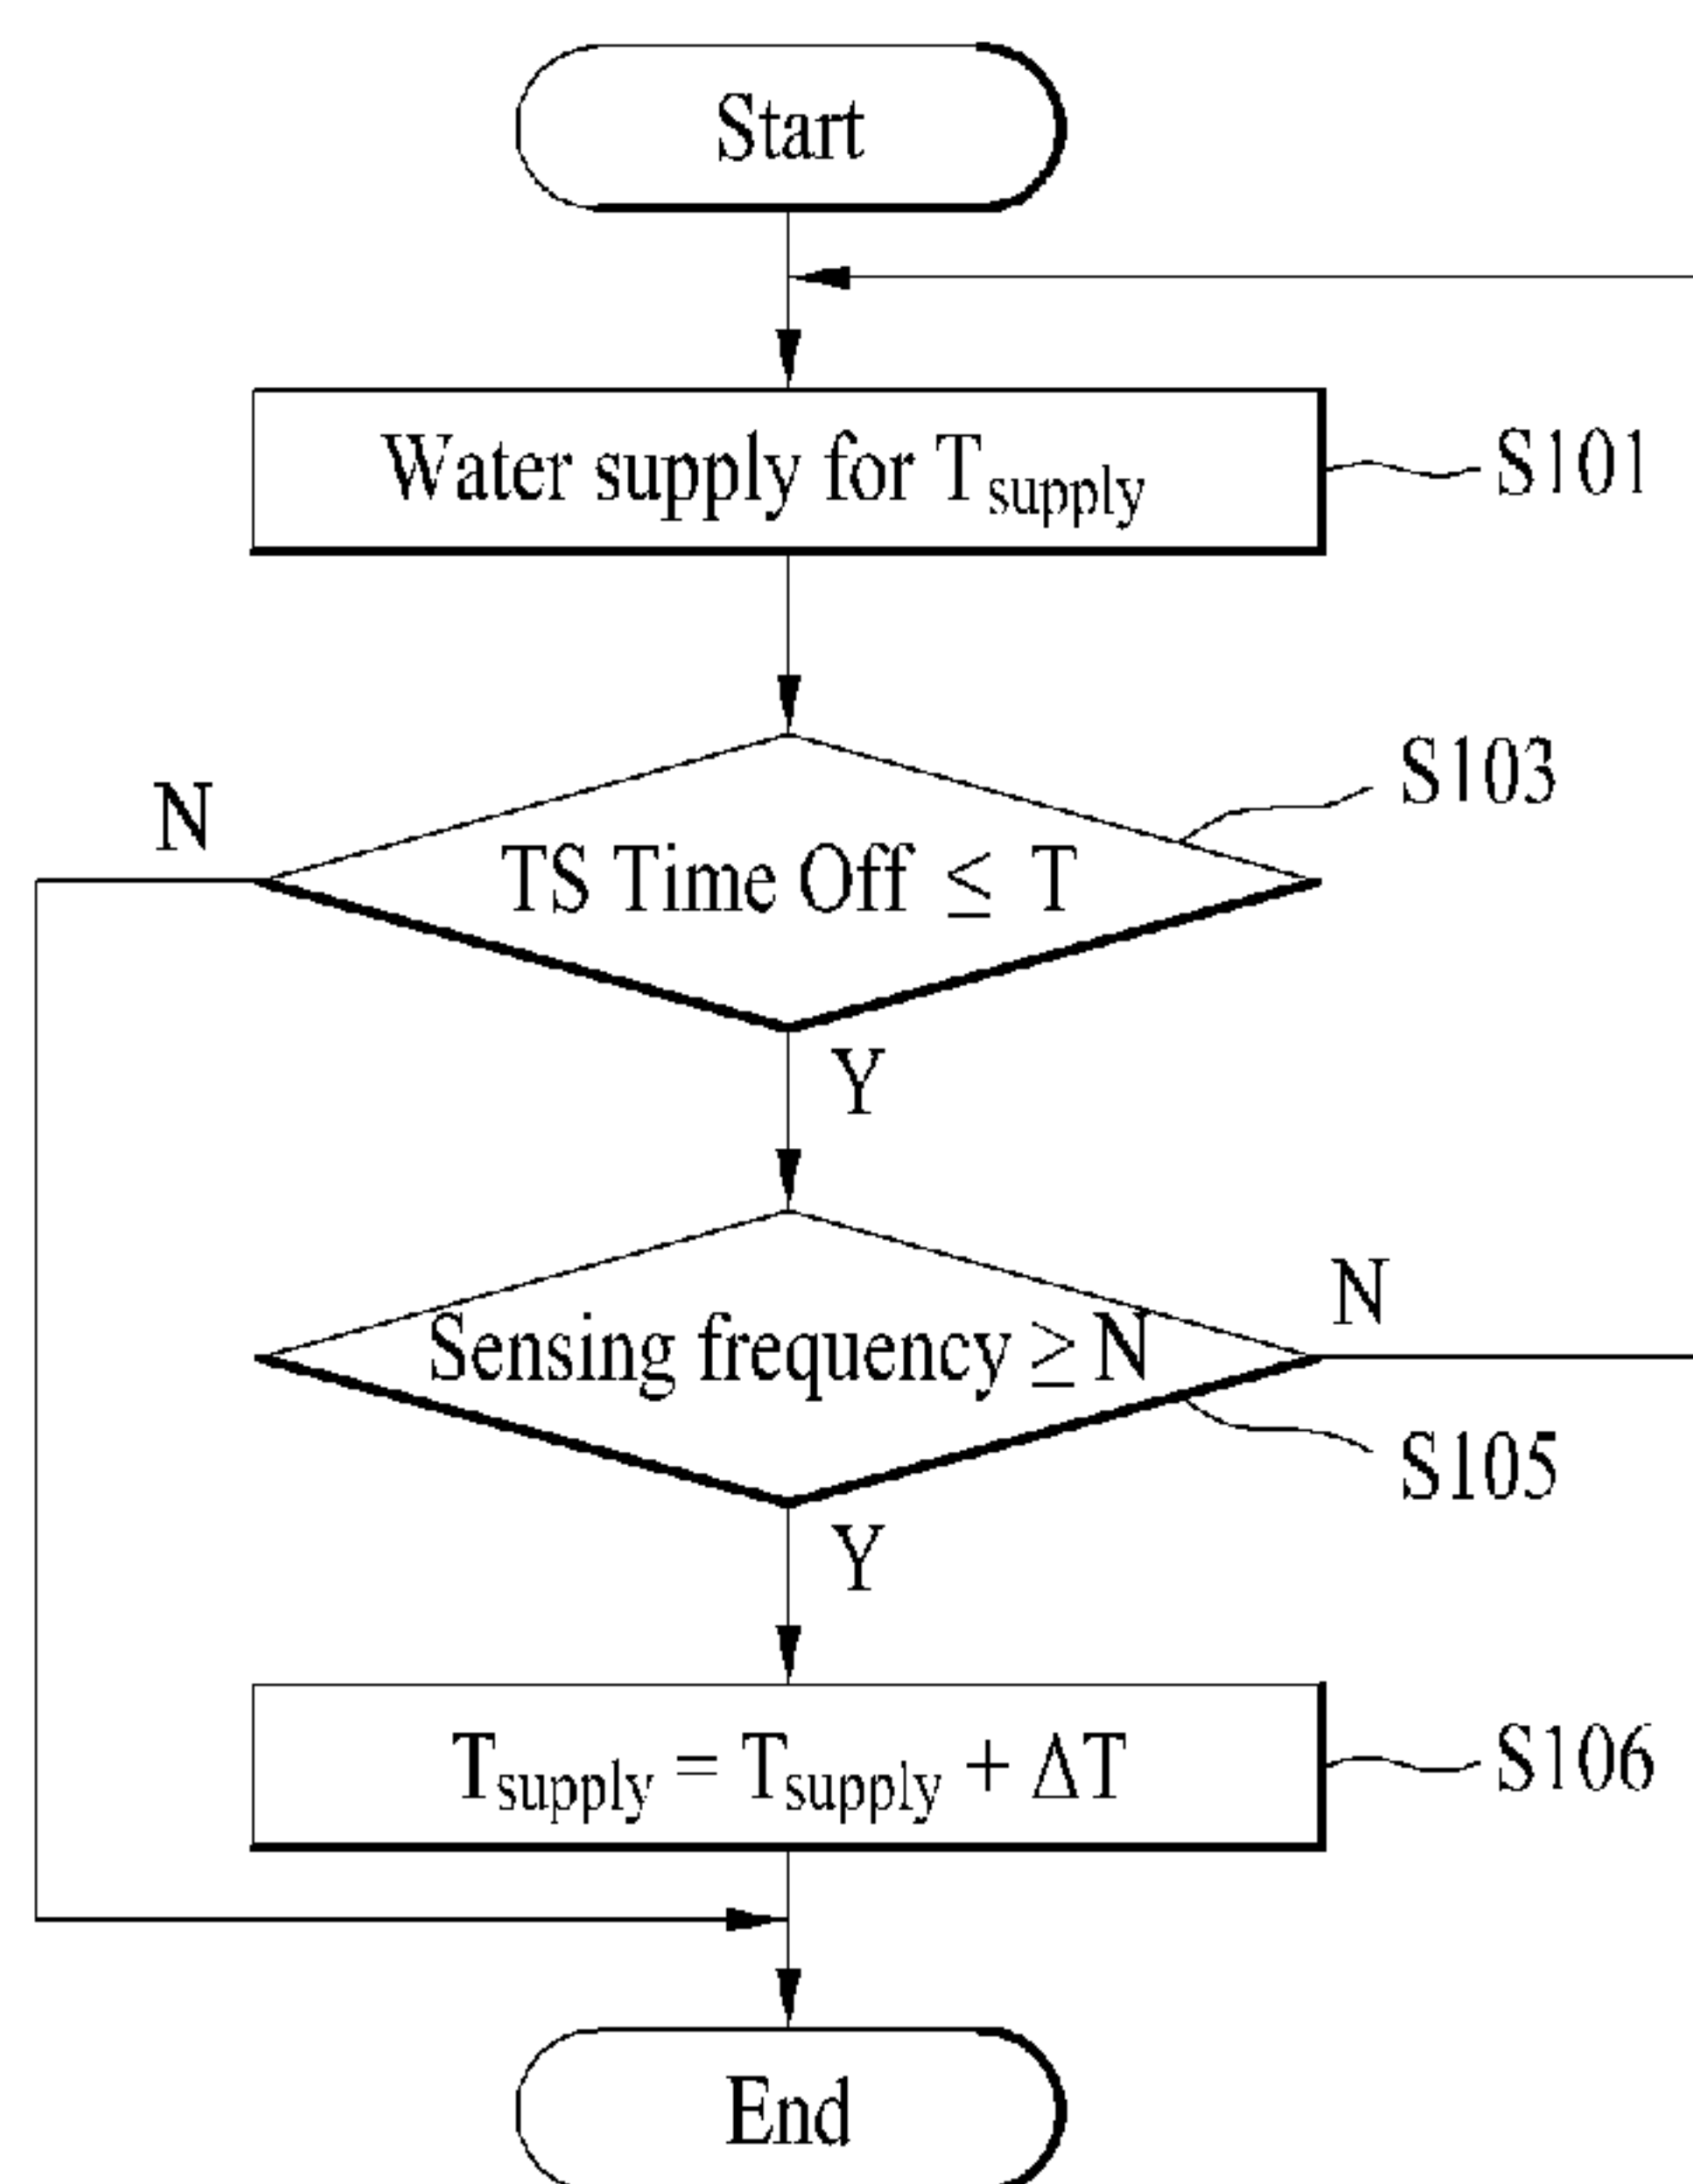 Start
Water supply for Tsupply
S101
S103
N
TS Time Off ≤ T
Y
N
Sensing frequency ≥ N
S105
Y
Tsupply = Tsupply + ΔT
S106
End